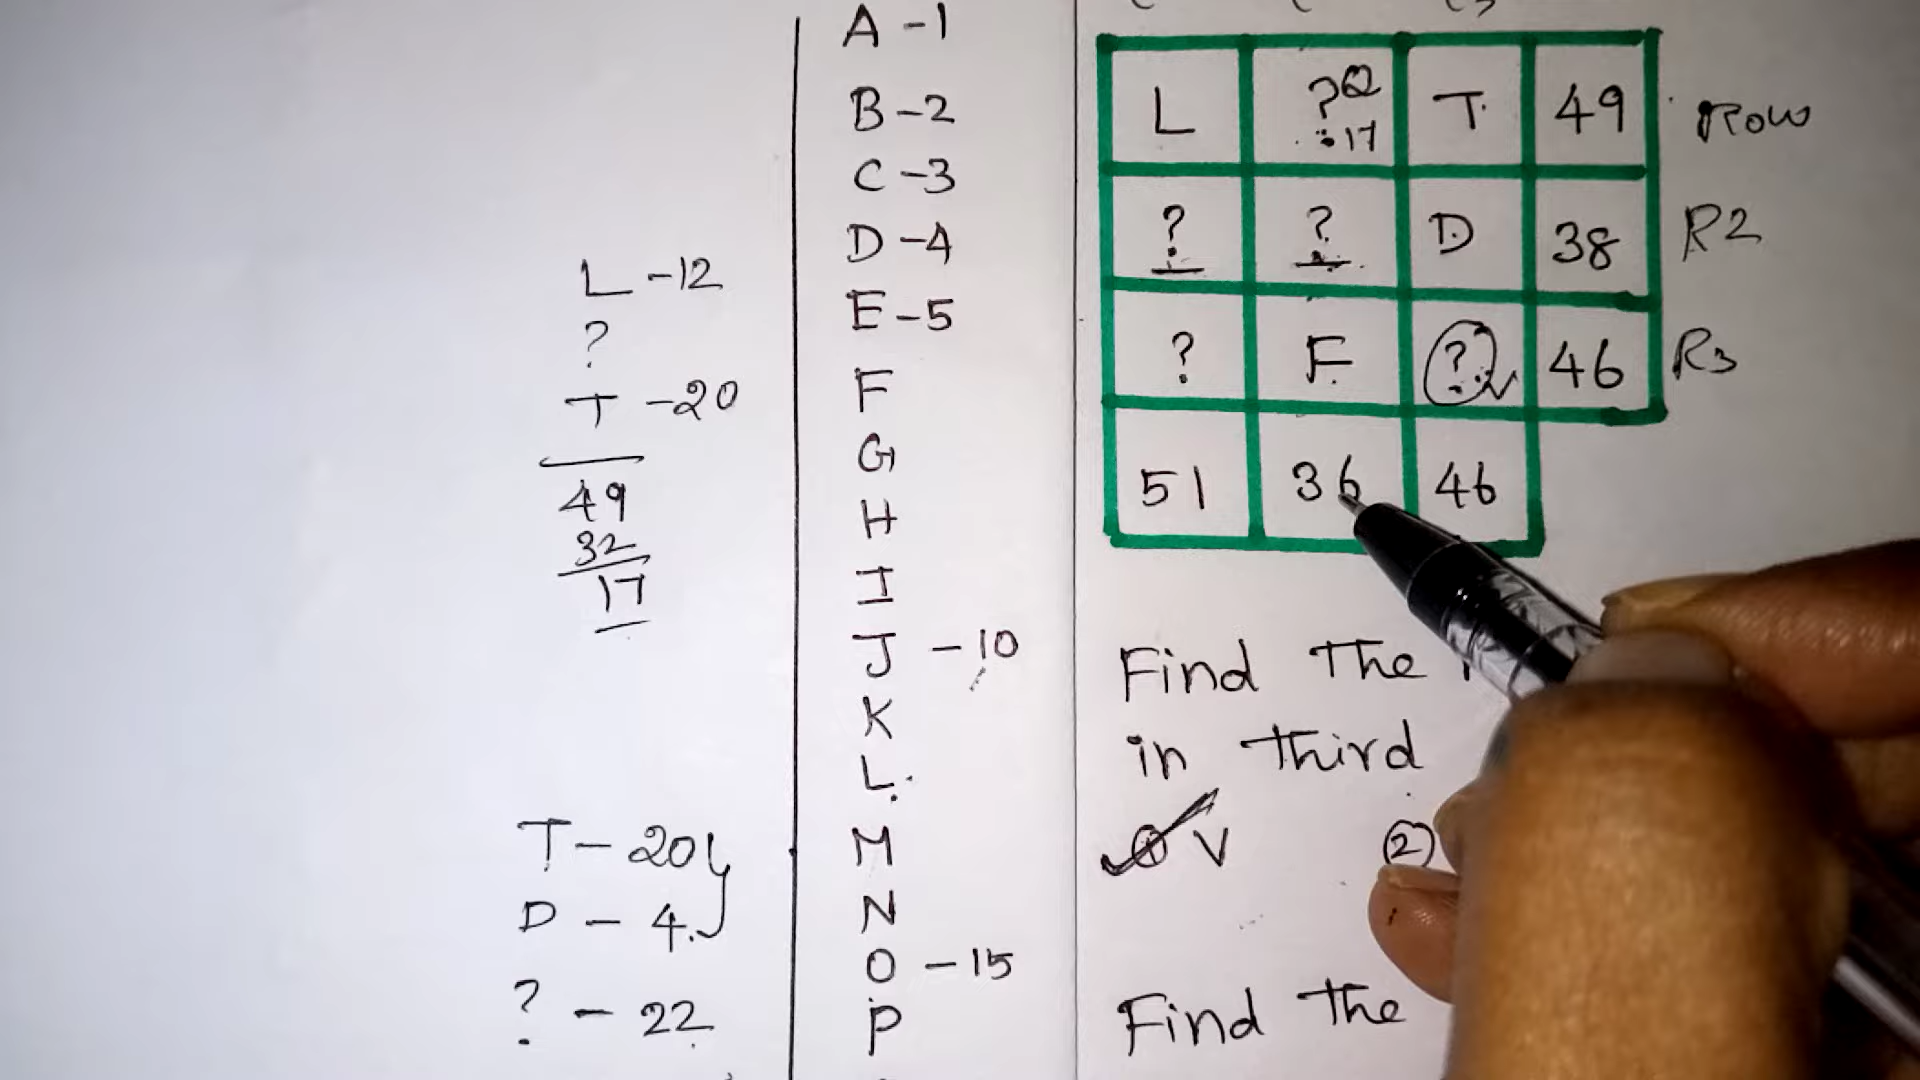 L - 12
?
T - 20
49
32
17
T - 20
D - 4
? - 22
A - 1
B - 2
C - 3
D - 4
E - 5
F
G
H
I
J - 10
K
L
M
N
O - 15
P
L ? Q 17 T 49 Row
? ? D 38 R2
? F ? 46 R3
51 36 46
Find The
in Third
① V ②
Find The